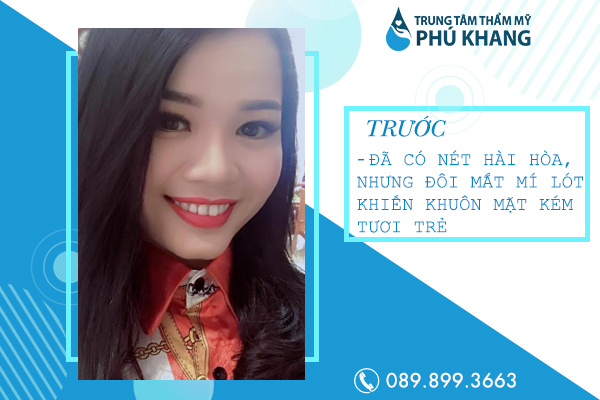 TRUNG TÂM THẨM MỸ
PHÚ KHANG
TRƯỚC
-ĐÃ CÓ NÉT HÀI HÒA,
NHƯNG ĐÔI MẮT MÍ LÓT
KHIẾN KHUÔN MẶT KÉM
TƯƠI TRẺ
089.899.3663